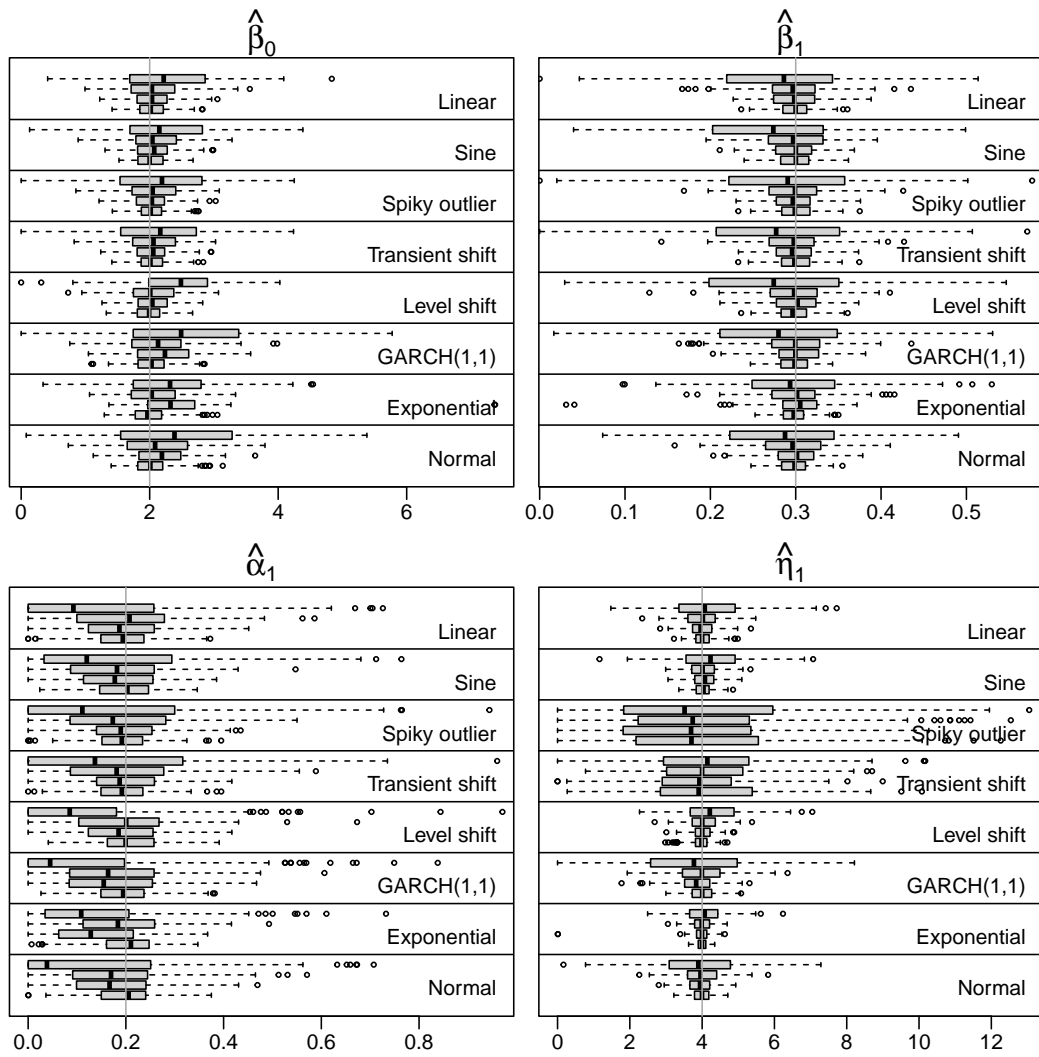 β̂₀
Linear
Sine
Spiky outlier
Transient shift
Level shift
GARCH(1,1)
Exponential
Normal
0 2 4 6
β̂₁
Linear
Sine
Spiky outlier
Transient shift
Level shift
GARCH(1,1)
Exponential
Normal
0.0 0.1 0.2 0.3 0.4 0.5
α̂₁
Linear
Sine
Spiky outlier
Transient shift
Level shift
GARCH(1,1)
Exponential
Normal
0.0 0.2 0.4 0.6 0.8
η̂₁
Linear
Sine
Spiky outlier
Transient shift
Level shift
GARCH(1,1)
Exponential
Normal
0 2 4 6 8 10 12